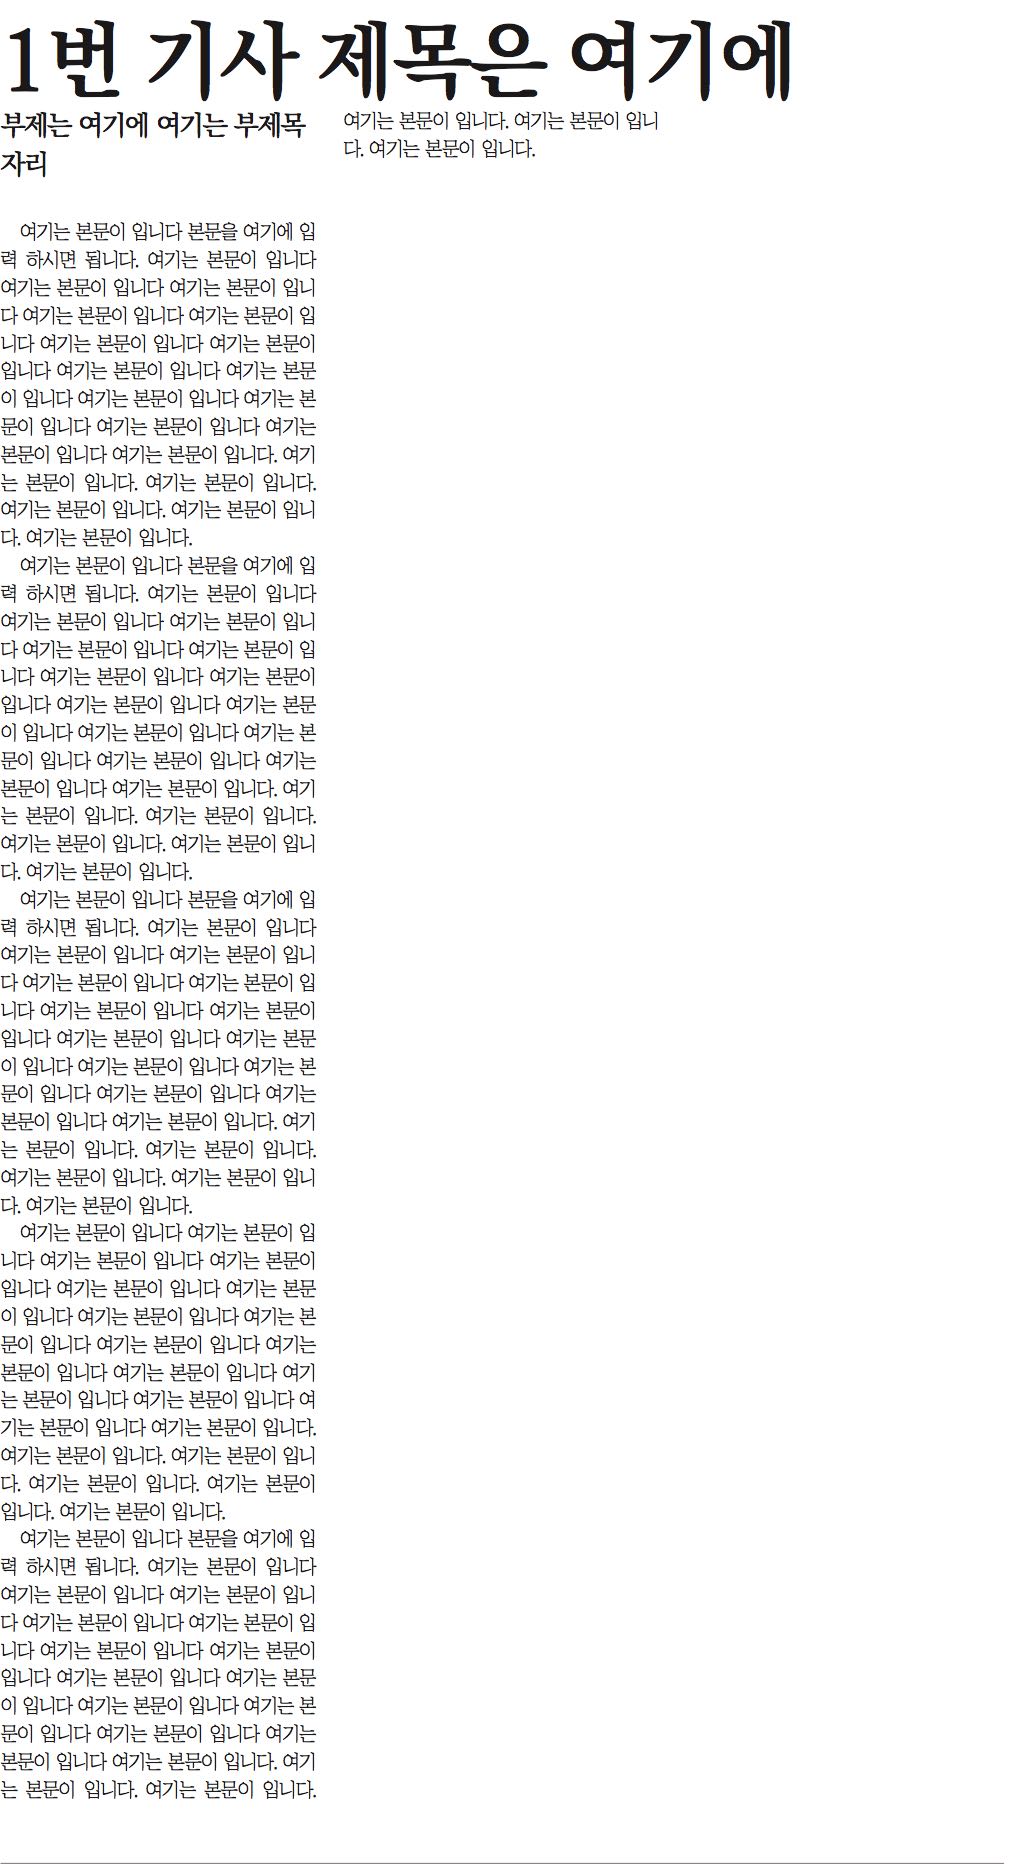 1번 기사 제목은 여기에
부제는 여기에 여기는 부제목
자리
여기는 본문이 입니다 본문을 여기에 입
력 하시면 됩니다. 여기는 본문이 입니다
여기는 본문이 입니다 여기는 본문이 입니
다 여기는 본문이 입니다 여기는 본문이 입
니다 여기는 본문이 입니다 여기는 본문이
입니다 여기는 본문이 입니다 여기는 본문
이 입니다 여기는 본문이 입니다 여기는 본
문이 입니다 여기는 본문이 입니다 여기는
본문이 입니다 여기는 본문이 입니다. 여기
는 본문이 입니다. 여기는 본문이 입니다.
여기는 본문이 입니다. 여기는 본문이 입니
다. 여기는 본문이 입니다.
여기는 본문이 입니다 본문을 여기에 입
력 하시면 됩니다. 여기는 본문이 입니다
여기는 본문이 입니다 여기는 본문이 입니
다 여기는 본문이 입니다 여기는 본문이 입
니다 여기는 본문이 입니다 여기는 본문이
입니다 여기는 본문이 입니다 여기는 본문
이 입니다 여기는 본문이 입니다 여기는 본
문이 입니다 여기는 본문이 입니다 여기는
본문이 입니다 여기는 본문이 입니다. 여기
는 본문이 입니다. 여기는 본문이 입니다.
여기는 본문이 입니다. 여기는 본문이 입니
다. 여기는 본문이 입니다.
여기는 본문이 입니다 본문을 여기에 입
력 하시면 됩니다. 여기는 본문이 입니다
여기는 본문이 입니다 여기는 본문이 입니
다 여기는 본문이 입니다 여기는 본문이 입
니다 여기는 본문이 입니다 여기는 본문이
입니다 여기는 본문이 입니다 여기는 본문
이 입니다 여기는 본문이 입니다 여기는 본
문이 입니다 여기는 본문이 입니다 여기는
본문이 입니다 여기는 본문이 입니다. 여기
는 본문이 입니다. 여기는 본문이 입니다.
여기는 본문이 입니다. 여기는 본문이 입니
다. 여기는 본문이 입니다.
여기는 본문이 입니다 여기는 본문이 입
니다 여기는 본문이 입니다 여기는 본문이
입니다 여기는 본문이 입니다 여기는 본문
이 입니다 여기는 본문이 입니다 여기는 본
문이 입니다 여기는 본문이 입니다 여기는
본문이 입니다 여기는 본문이 입니다 여기
는 본문이 입니다 여기는 본문이 입니다 여
기는 본문이 입니다 여기는 본문이 입니다.
여기는 본문이 입니다. 여기는 본문이 입니
다. 여기는 본문이 입니다. 여기는 본문이
입니다. 여기는 본문이 입니다.
여기는 본문이 입니다 본문을 여기에 입
력 하시면 됩니다. 여기는 본문이 입니다
여기는 본문이 입니다 여기는 본문이 입니
다 여기는 본문이 입니다 여기는 본문이 입
니다 여기는 본문이 입니다 여기는 본문이
입니다 여기는 본문이 입니다 여기는 본문
이 입니다 여기는 본문이 입니다 여기는 본
문이 입니다 여기는 본문이 입니다 여기는
본문이 입니다 여기는 본문이 입니다. 여기
는 본문이 입니다. 여기는 본문이 입니다.
여기는 본문이 입니다. 여기는 본문이 입니
다. 여기는 본문이 입니다.